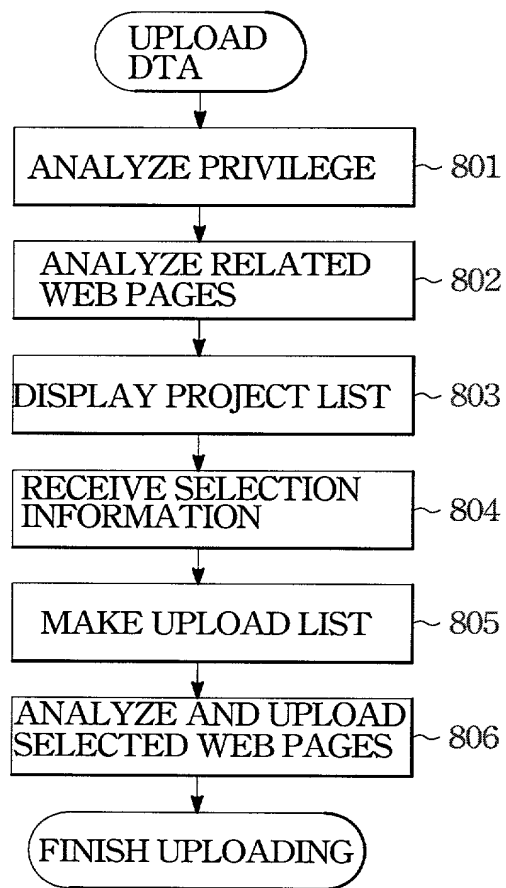 UPLOAD
DTA
ANALYZE PRIVILEGE
801
ANALYZE RELATED
WEB PAGES
802
DISPLAY PROJECT LIST
803
RECEIVE SELECTION
INFORMATION
804
MAKE UPLOAD LIST
805
ANALYZE AND UPLOAD
SELECTED WEB PAGES
806
FINISH UPLOADING